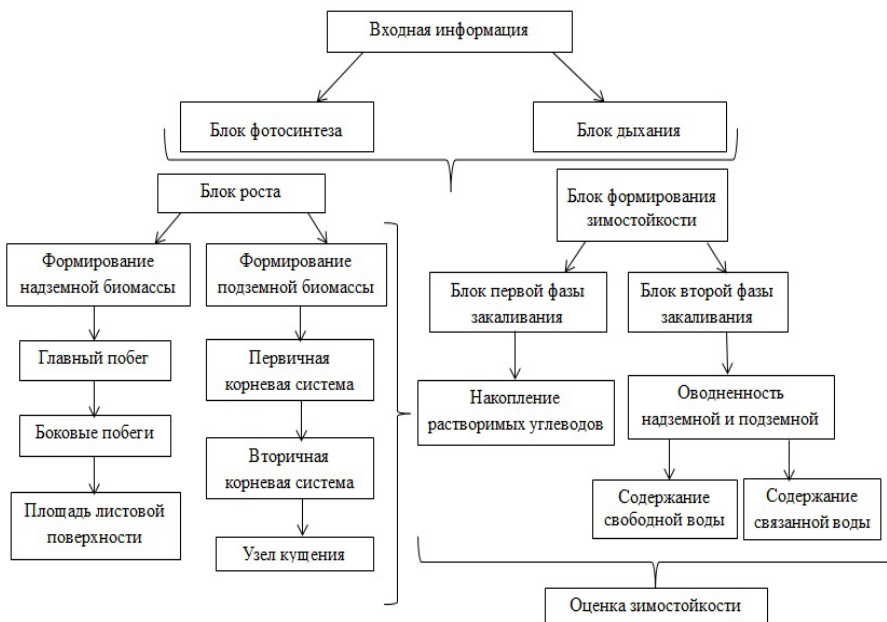 Входная информация
Блок фотосинтеза
Блок дыхания
Блок роста
Блок формирования
зимостойкости
Формирование
надземной биомассы
Формирование
подземной биомассы
Блок первой фазы
закаливания
Блок второй фазы
закаливания
Главный побег
Первичная
корневая система
Накопление
растворимых углеводов
Оводненность
надземной и подземной
Боковые побеги
Вторичная
корневая система
Содержание
свободной воды
Содержание
связанной воды
Площадь листовой
поверхности
Узел кущения
Оценка зимостойкости